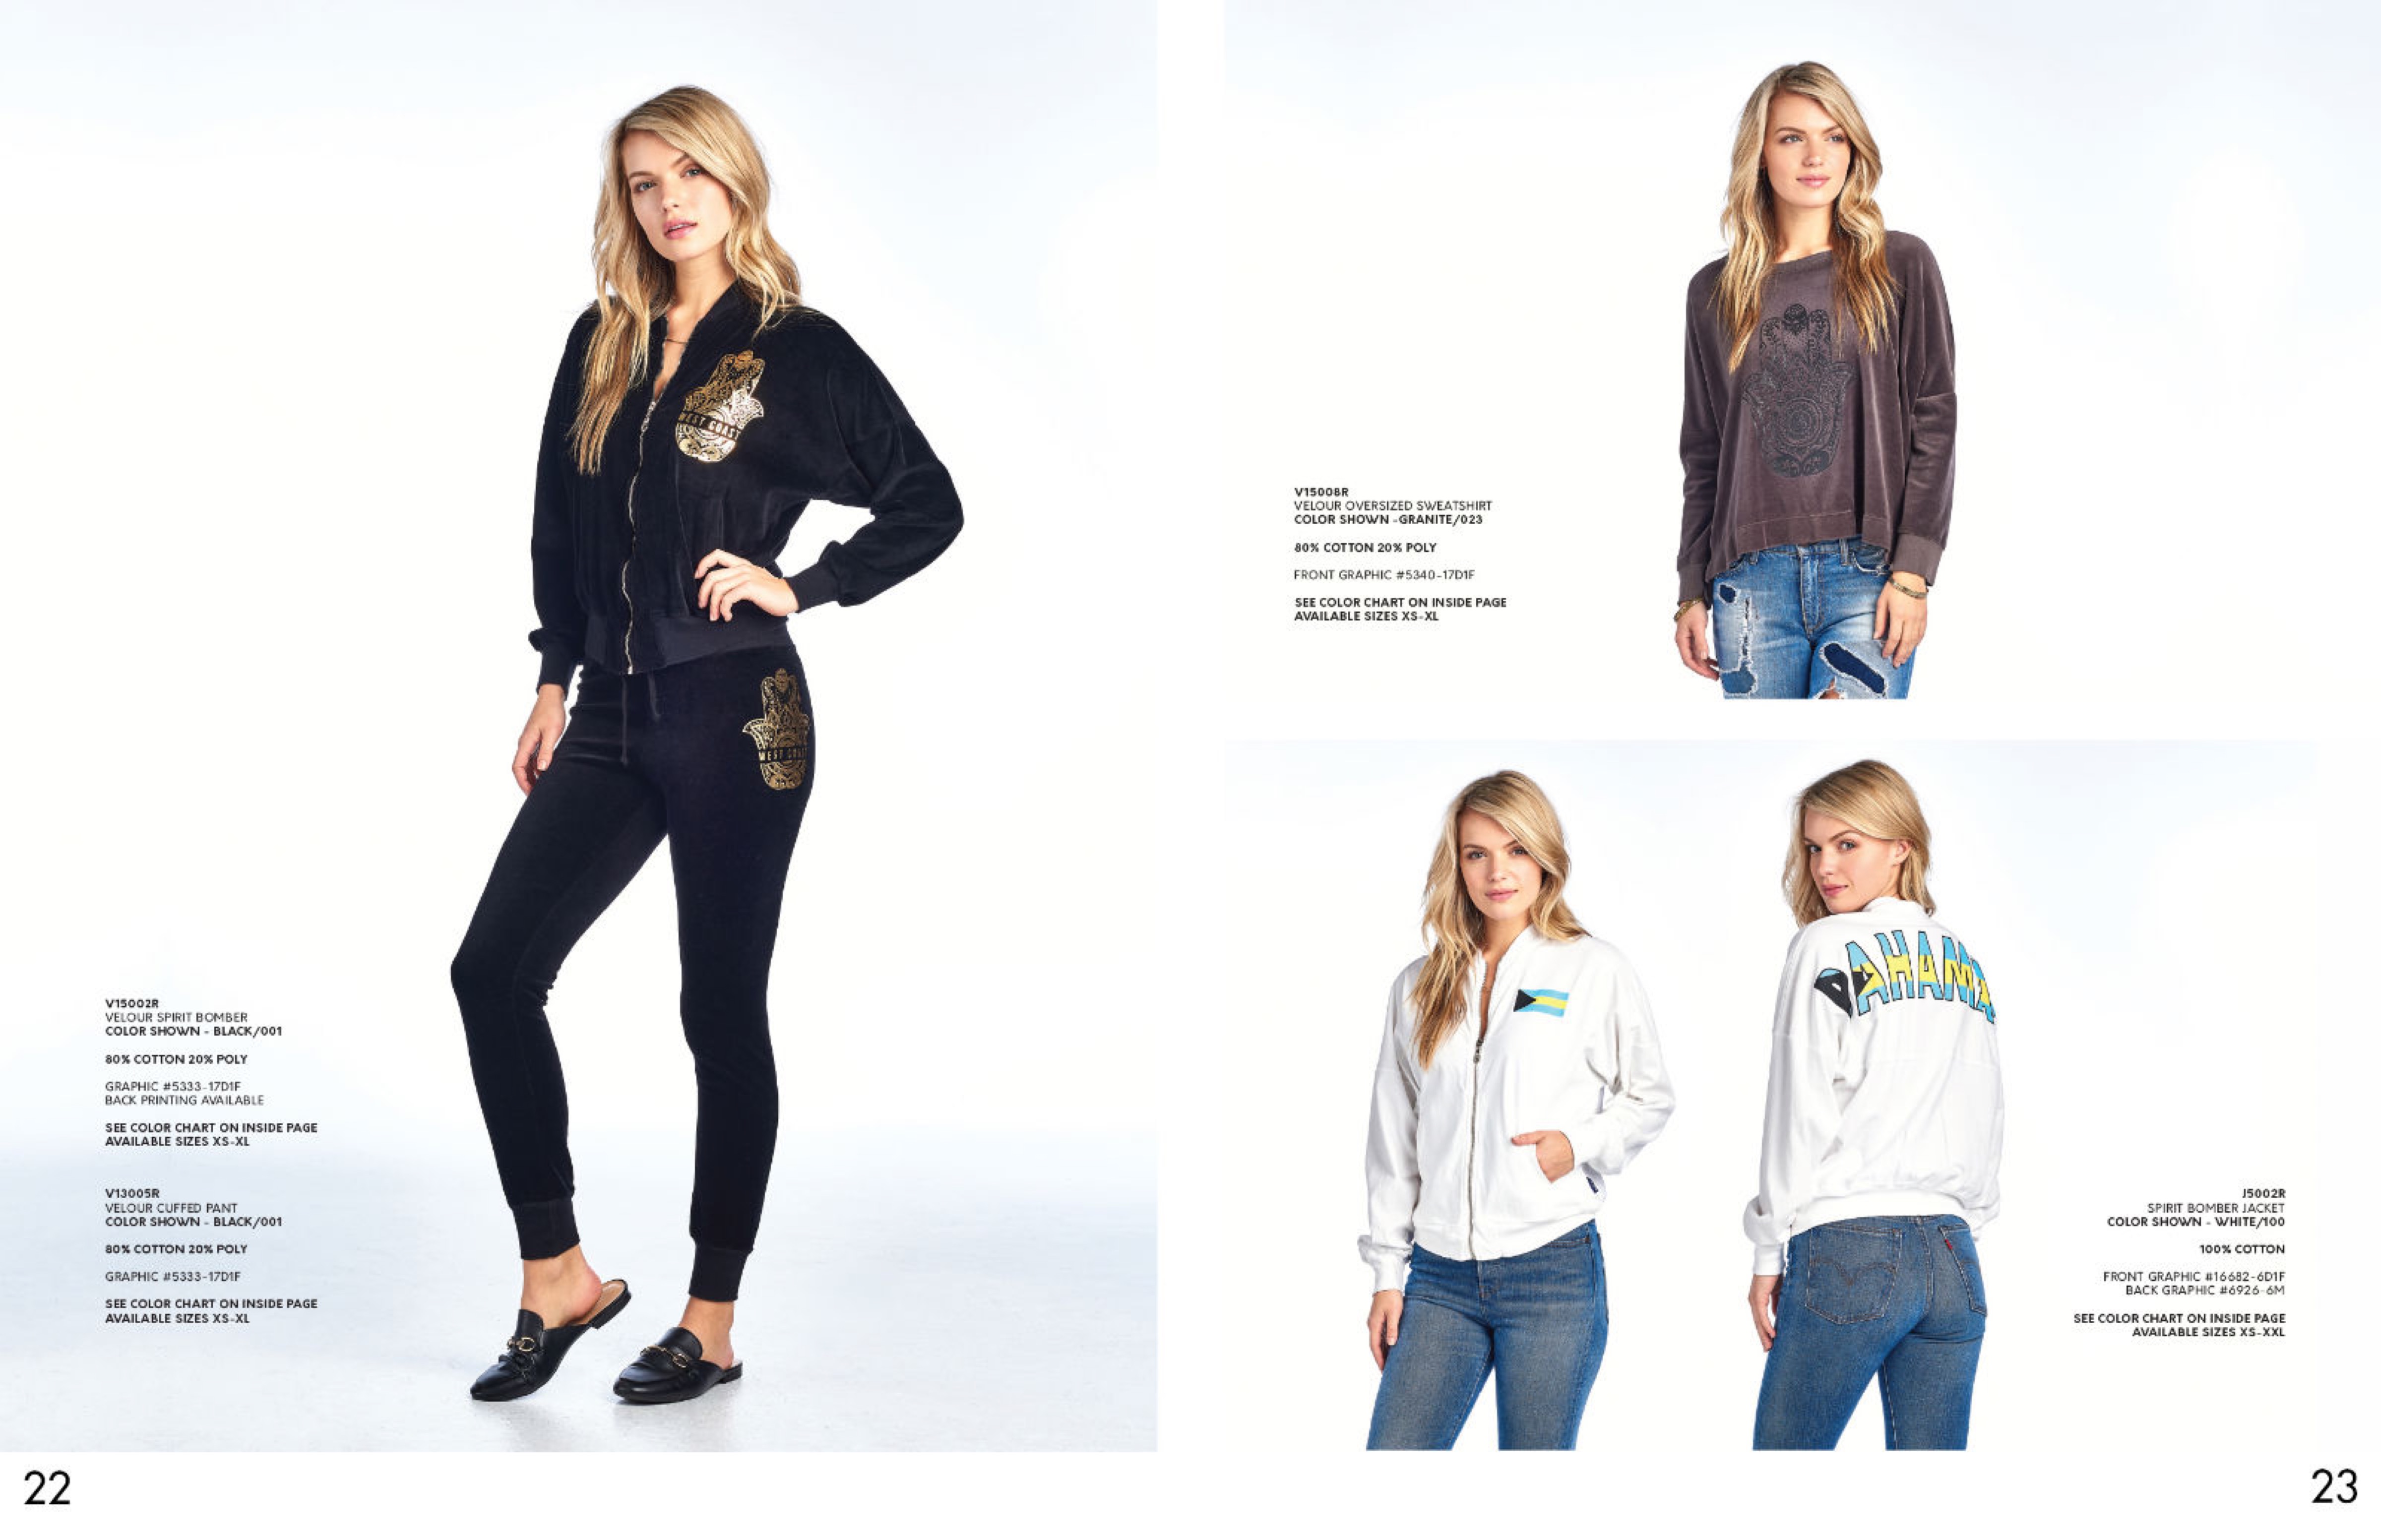 WEST COAST
WEST COAST
V15002R
VELOUR SPIRIT BOMBER
COLOR SHOWN - BLACK/001
80% COTTON 20% POLY
GRAPHIC #5333-17D1F
BACK PRINTING AVAILABLE
SEE COLOR CHART ON INSIDE PAGE
AVAILABLE SIZES XS-XL
V13005R
VELOUR CUFFED PANT
COLOR SHOWN - BLACK/001
80% COTTON 20% POLY
GRAPHIC #5333-17D1F
SEE COLOR CHART ON INSIDE PAGE
AVAILABLE SIZES XS-XL
22
V15008R
VELOUR OVERSIZED SWEATSHIRT
COLOR SHOWN -GRANITE/023
80% COTTON 20% POLY
FRONT GRAPHIC #5340-17D1F
SEE COLOR CHART ON INSIDE PAGE
AVAILABLE SIZES XS-XL
BAHAMA
J5002R
SPIRIT BOMBER JACKET
COLOR SHOWN - WHITE/100
100% COTTON
FRONT GRAPHIC #16682-6D1F
BACK GRAPHIC #6926-6M
SEE COLOR CHART ON INSIDE PAGE
AVAILABLE SIZES XS-XXL
23